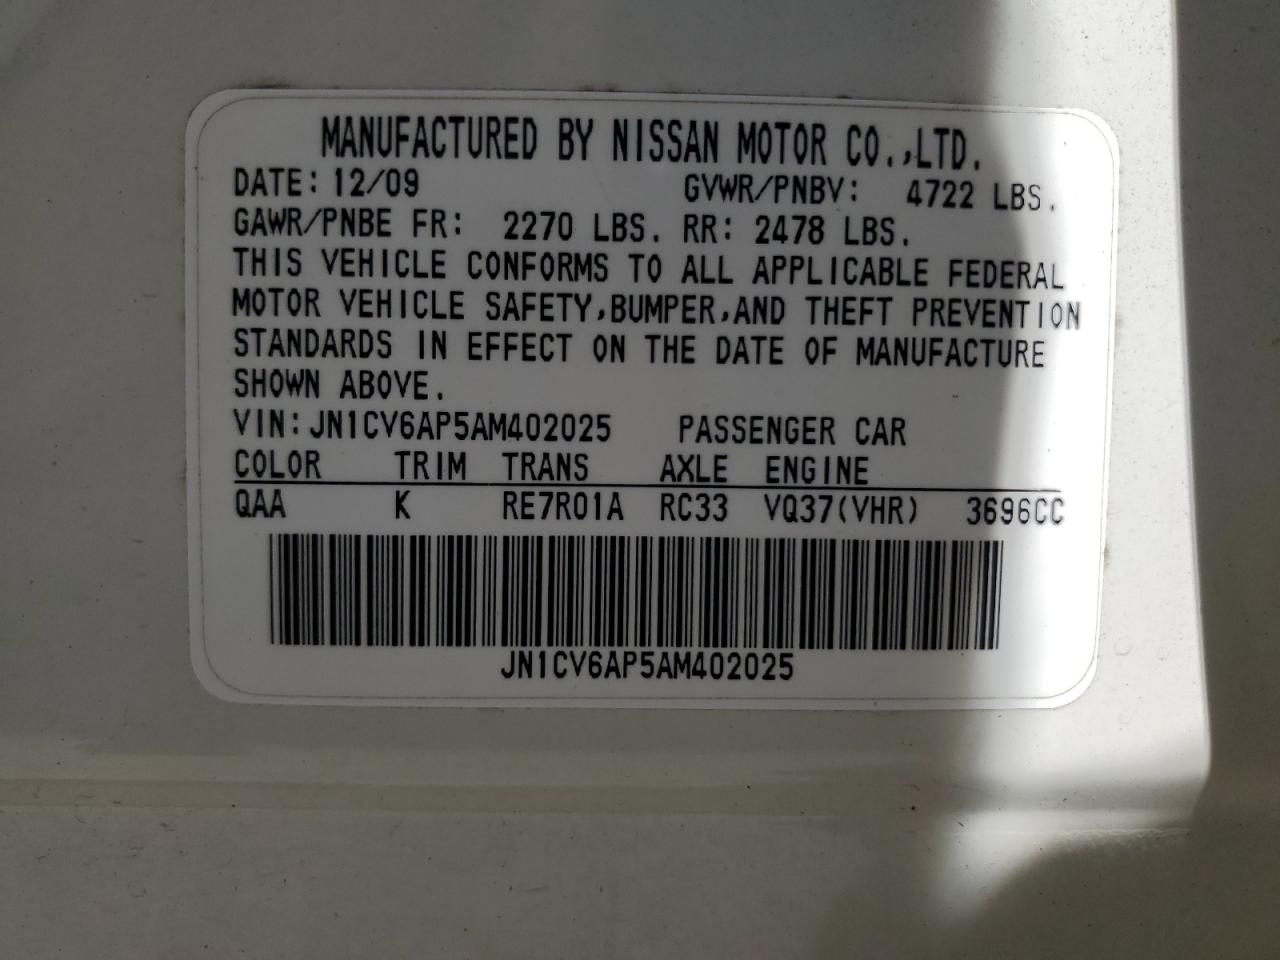 MANUFACTURED BY NISSAN MOTOR CO.,LTD.
DATE: 12/09 GVWR/PNBV: 4722 LBS.
GAWR/PNBE FR: 2270 LBS. RR: 2478 LBS.
THIS VEHICLE CONFORMS TO ALL APPLICABLE FEDERAL
MOTOR VEHICLE SAFETY,BUMPER,AND THEFT PREVENTION
STANDARDS IN EFFECT ON THE DATE OF MANUFACTURE
SHOWN ABOVE.
VIN: JN1CV6AP5AM402025 PASSENGER CAR
COLOR TRIM TRANS AXLE ENGINE
QAA K RE7R01A RC33 VQ37(VHR) 3696CC
JN1CV6AP5AM402025